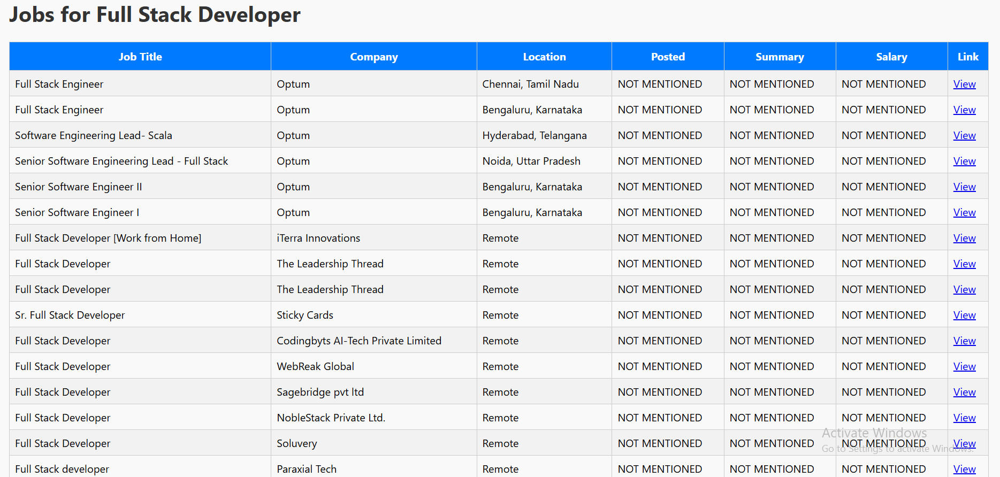 Jobs for Full Stack Developer
Job Title Company Location Posted Summary Salary Link
Full Stack Engineer Optum Chennai, Tamil Nadu NOT MENTIONED NOT MENTIONED NOT MENTIONED View
Full Stack Engineer Optum Bengaluru, Karnataka NOT MENTIONED NOT MENTIONED NOT MENTIONED View
Software Engineering Lead- Scala Optum Hyderabad, Telangana NOT MENTIONED NOT MENTIONED NOT MENTIONED View
Senior Software Engineering Lead - Full Stack Optum Noida, Uttar Pradesh NOT MENTIONED NOT MENTIONED NOT MENTIONED View
Senior Software Engineer II Optum Bengaluru, Karnataka NOT MENTIONED NOT MENTIONED NOT MENTIONED View
Senior Software Engineer I Optum Bengaluru, Karnataka NOT MENTIONED NOT MENTIONED NOT MENTIONED View
Full Stack Developer [Work from Home] iTerra Innovations Remote NOT MENTIONED NOT MENTIONED NOT MENTIONED View
Full Stack Developer The Leadership Thread Remote NOT MENTIONED NOT MENTIONED NOT MENTIONED View
Full Stack Developer The Leadership Thread Remote NOT MENTIONED NOT MENTIONED NOT MENTIONED View
Sr. Full Stack Developer Sticky Cards Remote NOT MENTIONED NOT MENTIONED NOT MENTIONED View
Full Stack Developer Codingbyts AI-Tech Private Limited Remote NOT MENTIONED NOT MENTIONED NOT MENTIONED View
Full Stack Developer WebReak Global Remote NOT MENTIONED NOT MENTIONED NOT MENTIONED View
Full Stack Developer Sagebridge pvt ltd Remote NOT MENTIONED NOT MENTIONED NOT MENTIONED View
Full Stack Developer NobleStack Private Ltd. Remote NOT MENTIONED NOT MENTIONED NOT MENTIONED View
Activate Windows
Full Stack Developer Soluvery Remote NOT MENTIONED NOT MENTIONED NOT MENTIONED View
Go to Settings to activate Windows.
Full Stack developer Paraxial Tech Remote NOT MENTIONED NOT MENTIONED NOT MENTIONED View